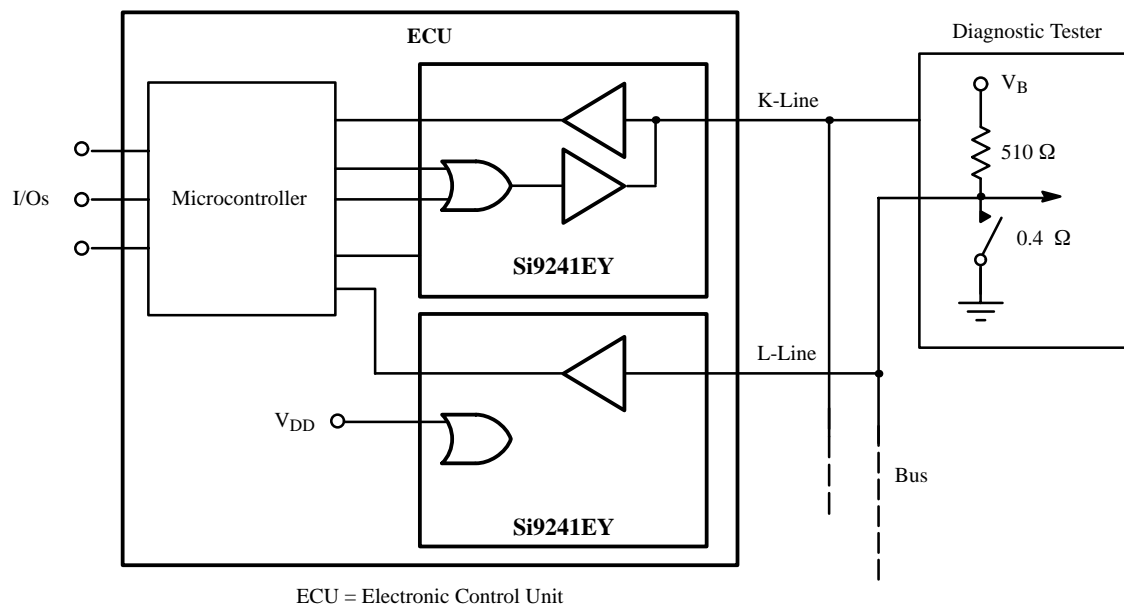 ECU
Diagnostic Tester
V_B
K-Line
510 Ω
I/Os
Microcontroller
0.4 Ω
Si9241EY
L-Line
V_DD
Bus
Si9241EY
ECU = Electronic Control Unit